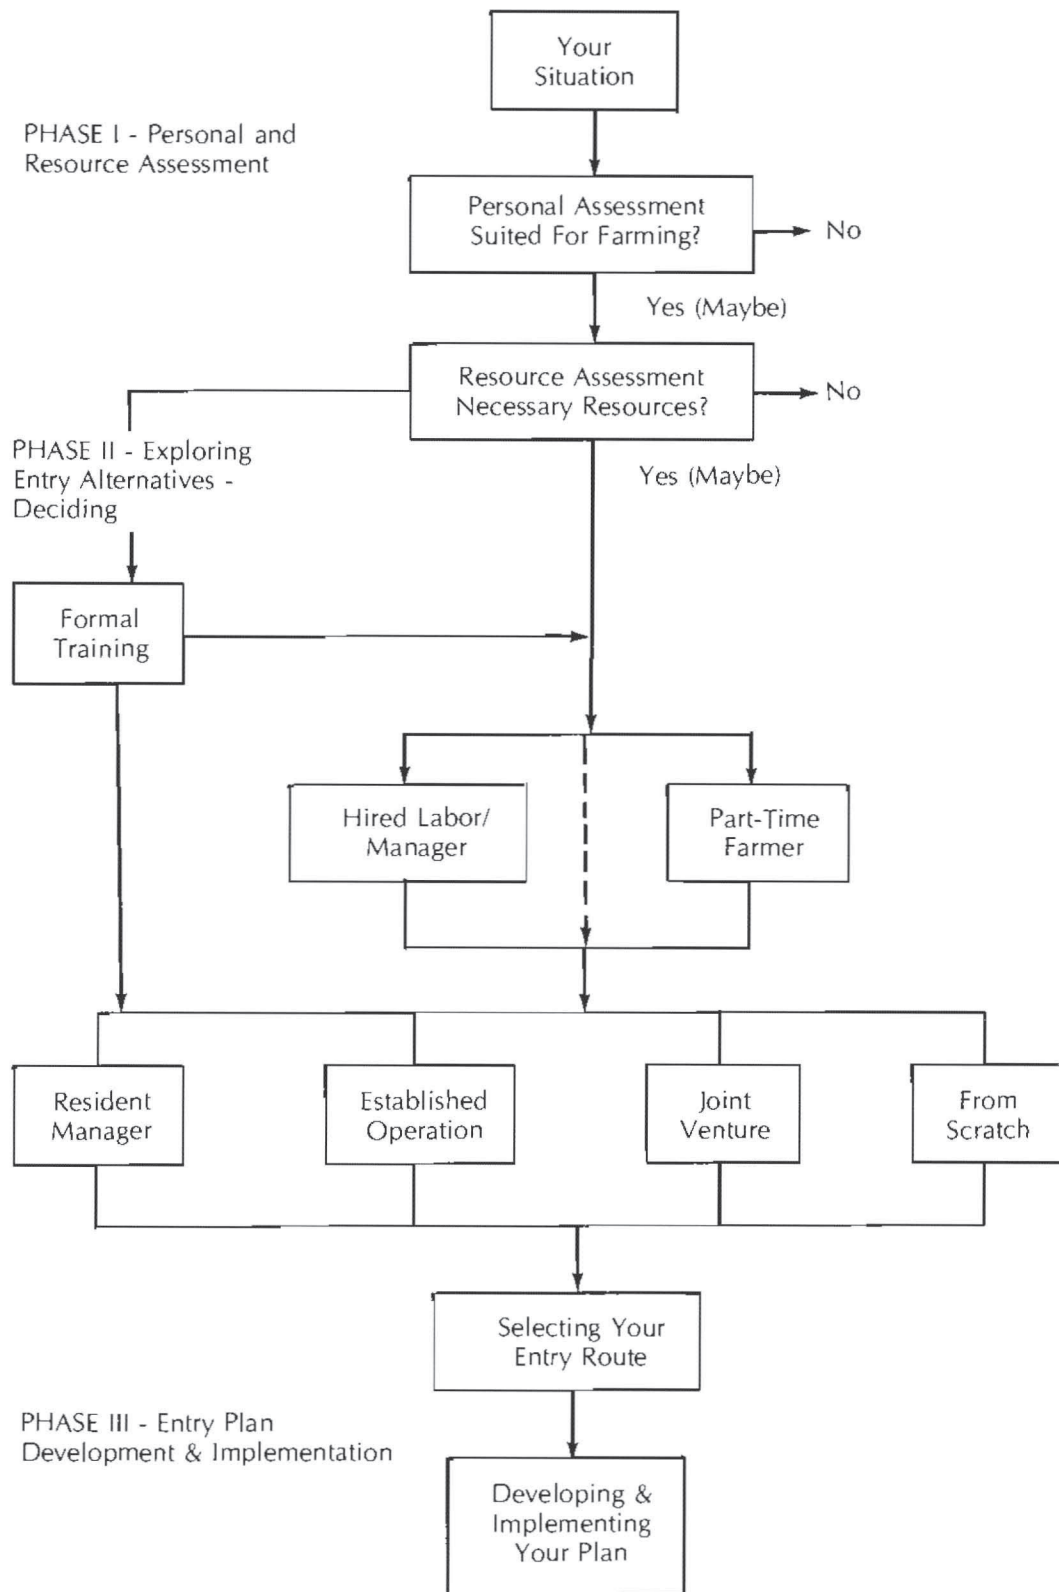 Your
Situation
PHASE I - Personal and
Resource Assessment
Personal Assessment
Suited For Farming?
No
Yes (Maybe)
Resource Assessment
Necessary Resources?
No
PHASE II - Exploring
Entry Alternatives -
Deciding
Yes (Maybe)
Formal
Training
Hired Labor/
Manager
Part-Time
Farmer
Resident
Manager
Established
Operation
Joint
Venture
From
Scratch
Selecting Your
Entry Route
PHASE III - Entry Plan
Development & Implementation
Developing &
Implementing
Your Plan